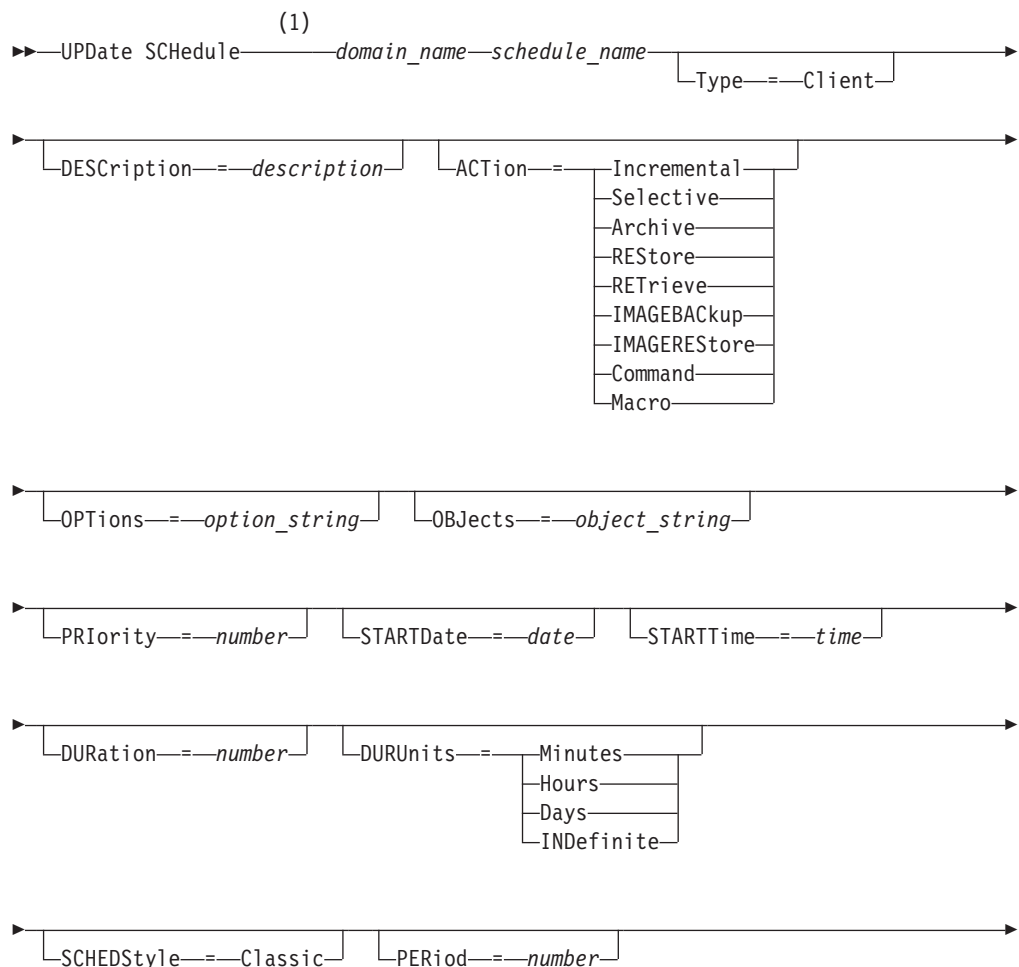 (1)
UPDate SCHedule domain_name schedule_name
Type = Client
DESCription = description ACTion = Incremental
Selective
Archive
REStore
RETrieve
IMAGEBACkup
IMAGEREStore
Command
Macro
OPTions = option_string OBJects = object_string
PRIority = number STARTDate = date STARTTime = time
DURation = number DURUnits = Minutes
Hours
Days
INDefinite
SCHEDStyle = Classic PERiod = number